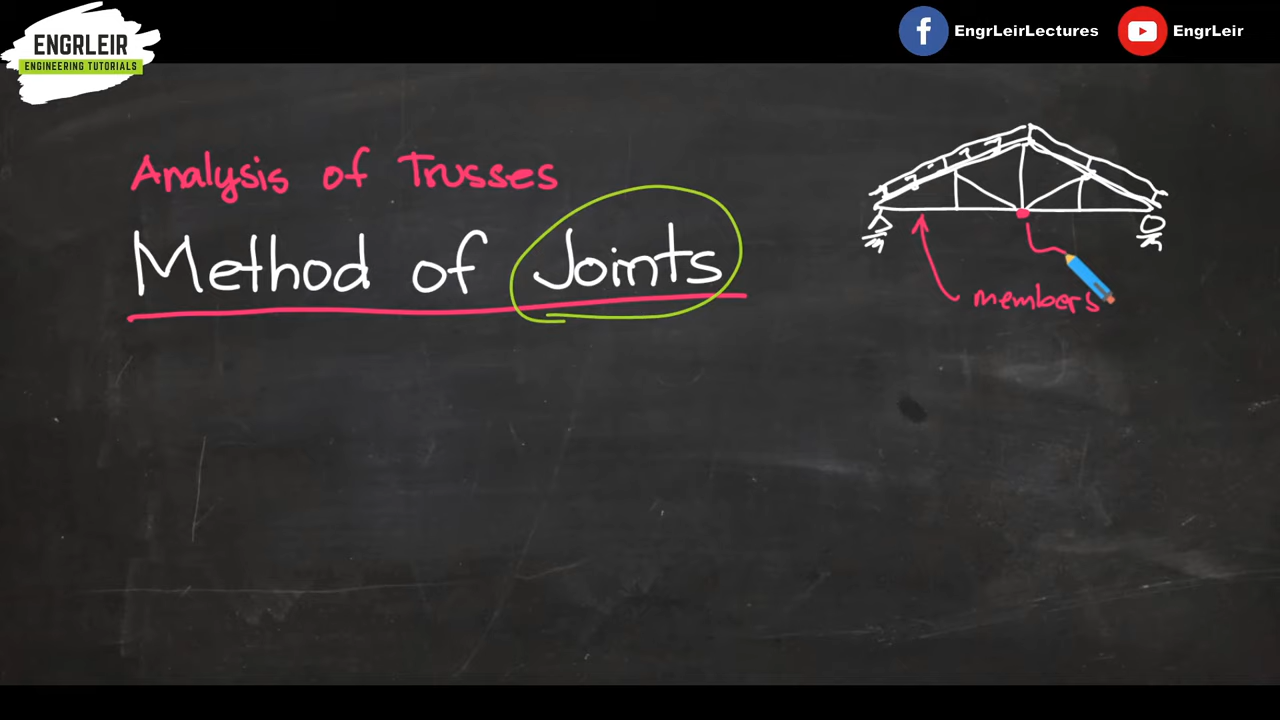 ENGRLEIR
ENGINEERING TUTORIALS
EngrLeirLectures
EngrLeir
Analysis of Trusses
Method of Joints
members